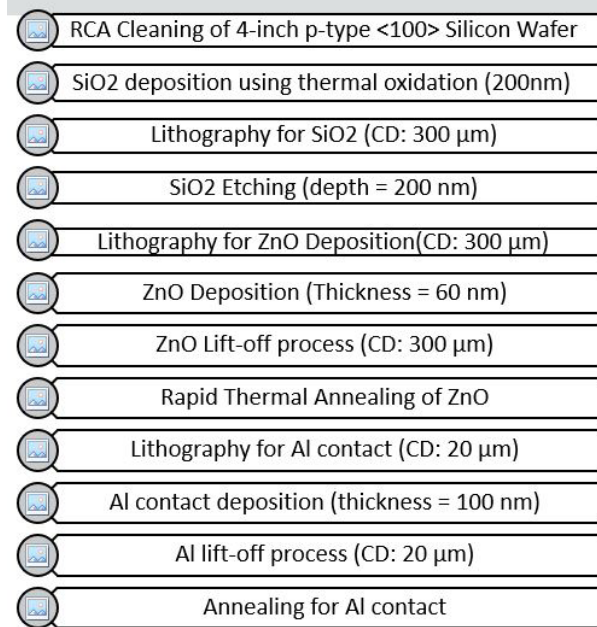 RCA Cleaning of 4-inch p-type <100> Silicon Wafer
SiO2 deposition using thermal oxidation (200nm)
Lithography for SiO2 (CD: 300 μm)
SiO2 Etching (depth = 200 nm)
Lithography for ZnO Deposition(CD: 300 μm)
ZnO Deposition (Thickness = 60 nm)
ZnO Lift-off process (CD: 300 μm)
Rapid Thermal Annealing of ZnO
Lithography for Al contact (CD: 20 μm)
Al contact deposition (thickness = 100 nm)
Al lift-off process (CD: 20 μm)
Annealing for Al contact